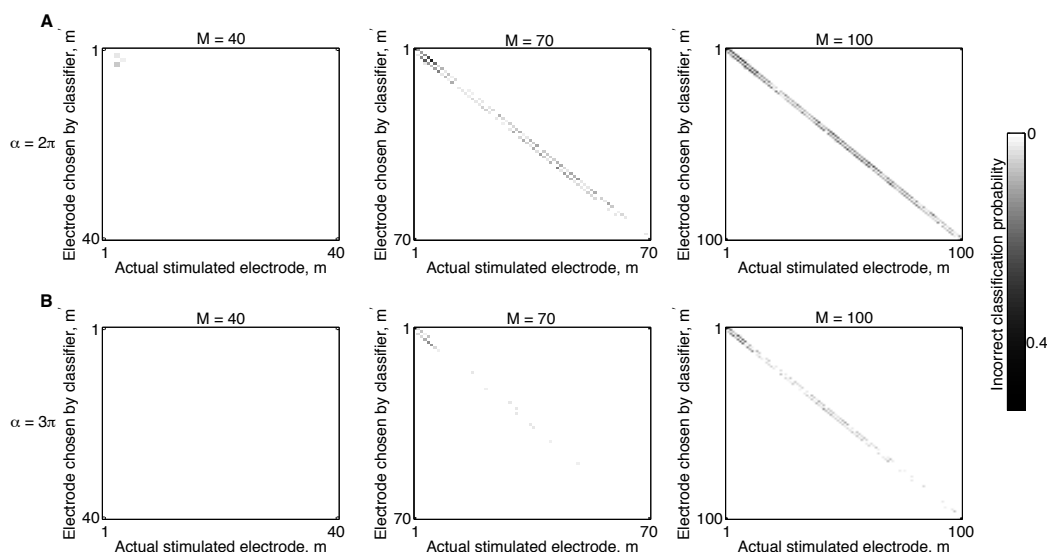 A
M = 40
M = 70
M = 100
α = 2π
Electrode chosen by classifier, m
1
40
1
40
Actual stimulated electrode, m
Electrode chosen by classifier, m
1
70
1
70
Actual stimulated electrode, m
Electrode chosen by classifier, m
1
100
1
100
Actual stimulated electrode, m
B
M = 40
M = 70
M = 100
α = 3π
Electrode chosen by classifier, m
1
40
1
40
Actual stimulated electrode, m
Electrode chosen by classifier, m
1
70
1
70
Actual stimulated electrode, m
Electrode chosen by classifier, m
1
100
1
100
Actual stimulated electrode, m
Incorrect classification probability
0
0.4